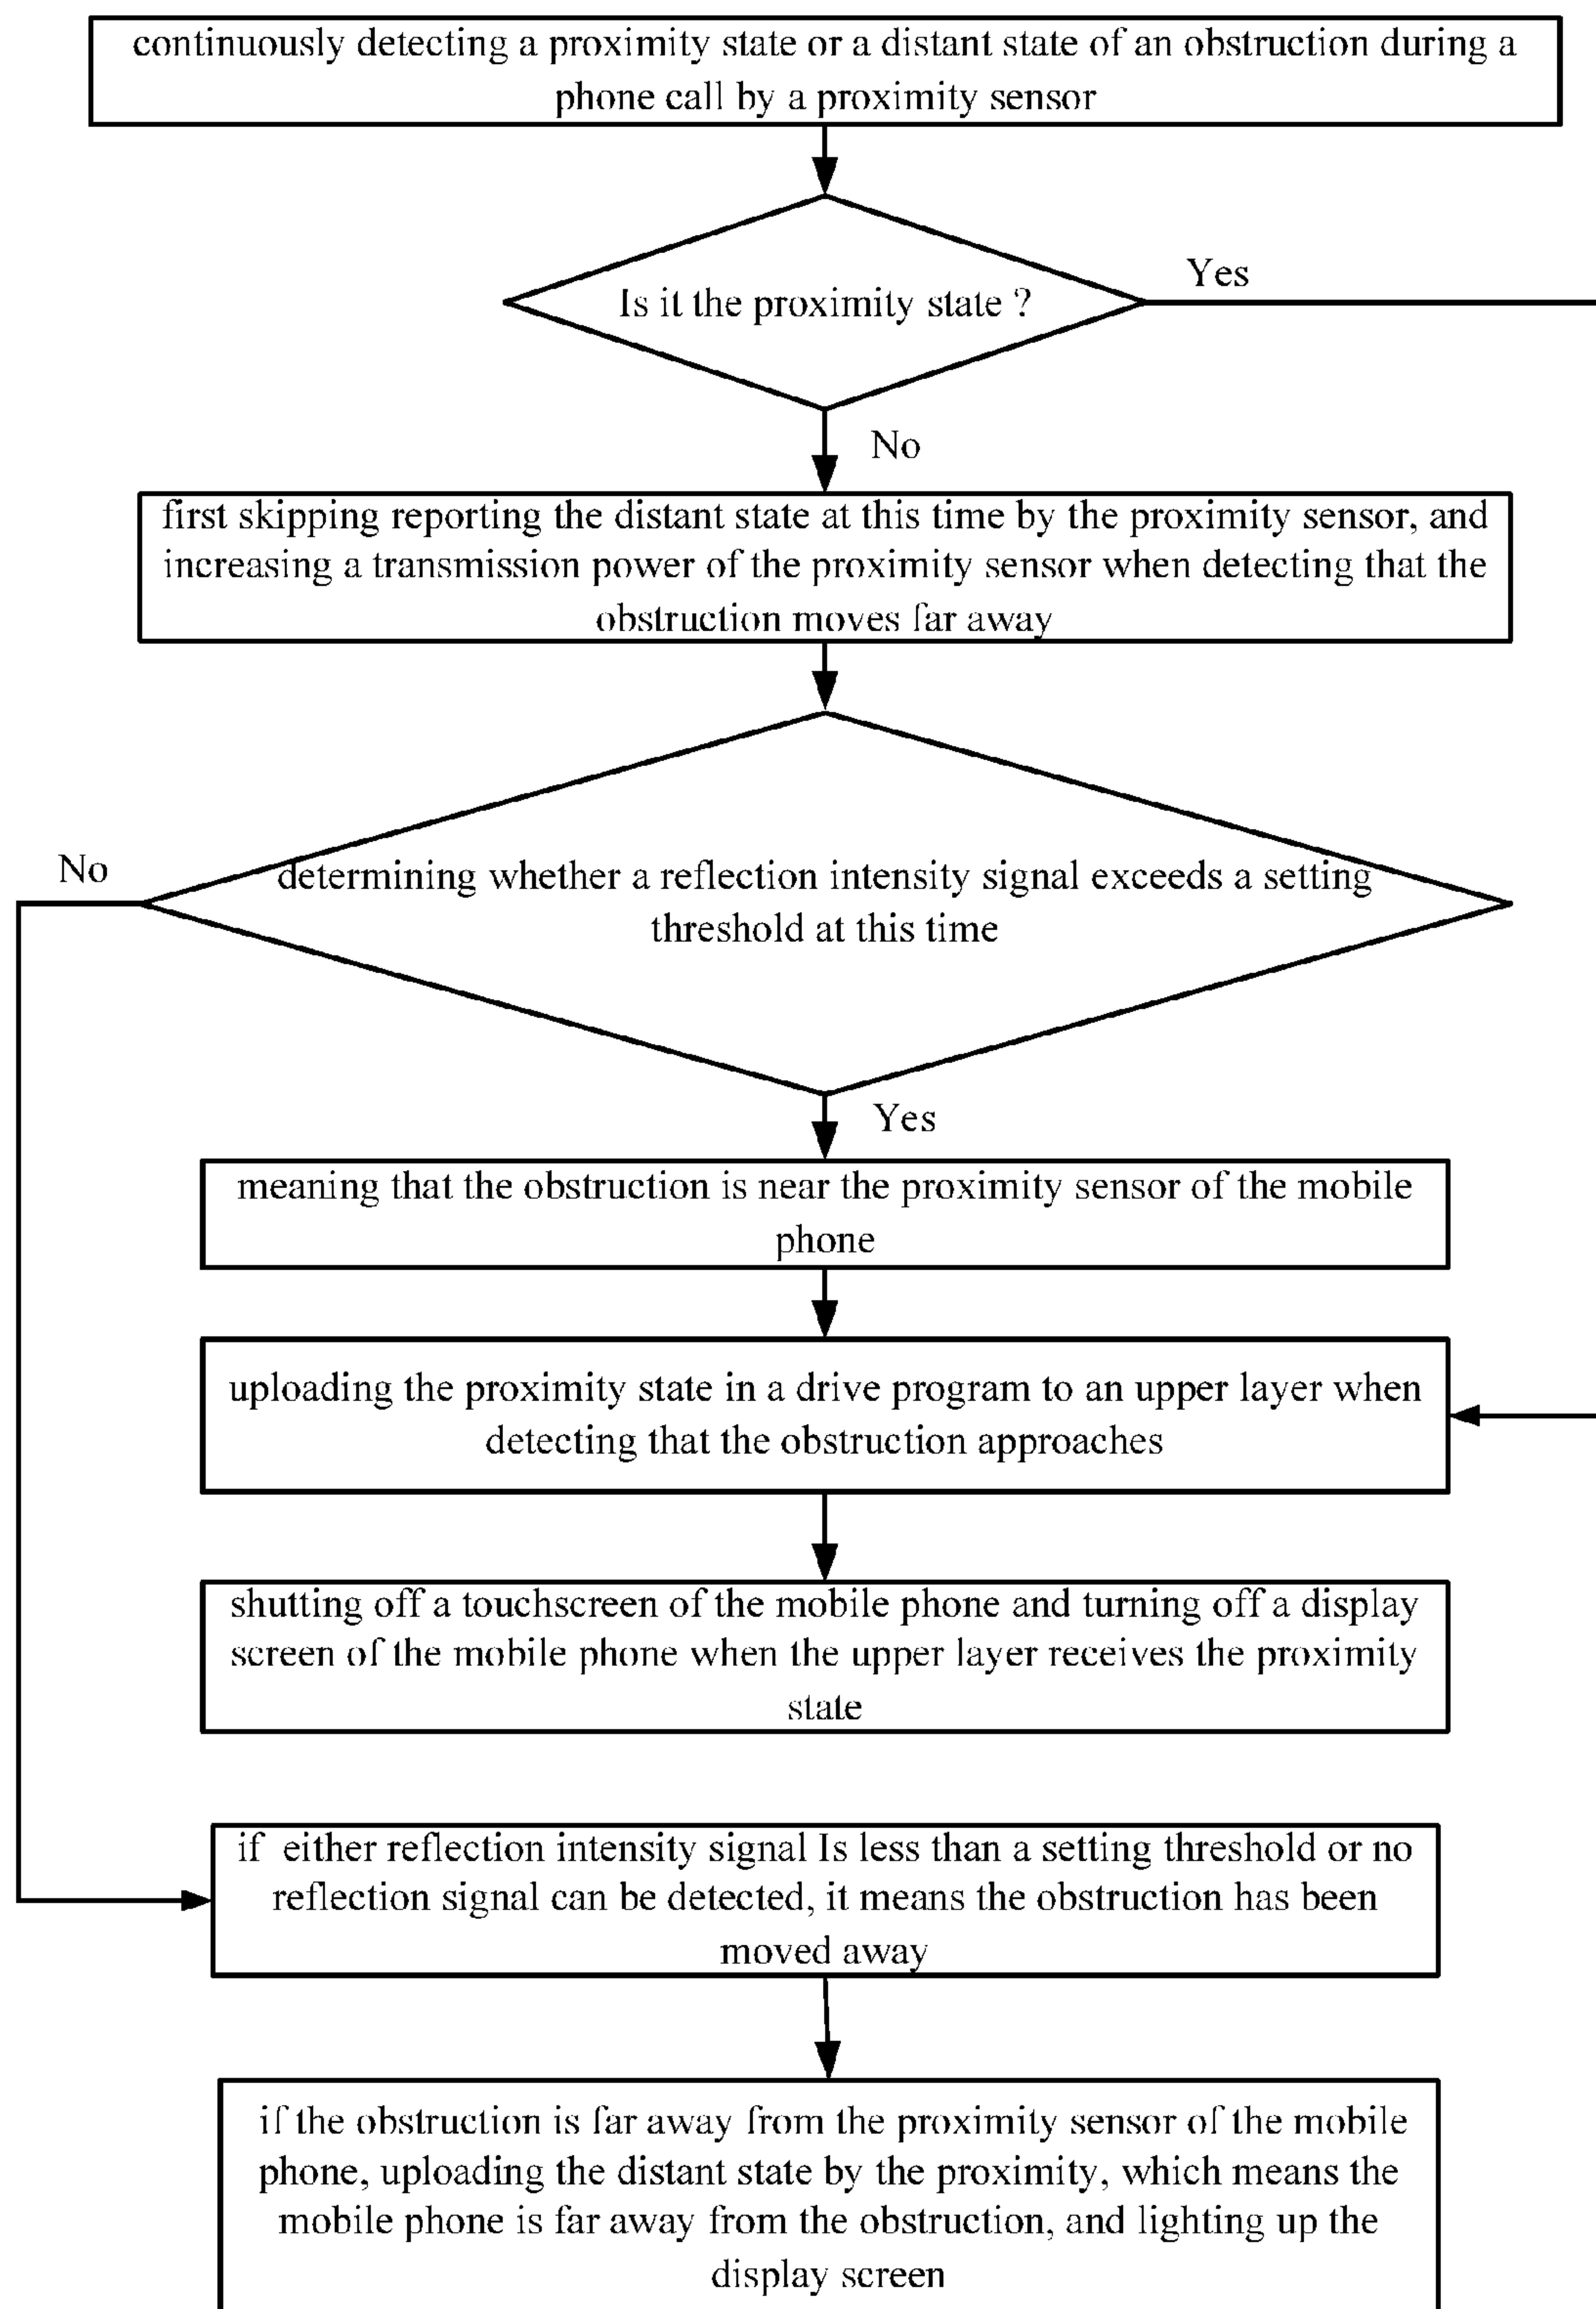 continuously detecting a proximity state or a distant state of an obstruction during a
phone call by a proximity sensor
Is it the proximity state ?
Yes
No
first skipping reporting the distant state at this time by the proximity sensor, and
increasing a transmission power of the proximity sensor when detecting that the
obstruction moves far away
No
determining whether a reflection intensity signal exceeds a setting
threshold at this time
Yes
meaning that the obstruction is near the proximity sensor of the mobile
phone
uploading the proximity state in a drive program to an upper layer when
detecting that the obstruction approaches
shutting off a touchscreen of the mobile phone and turning off a display
screen of the mobile phone when the upper layer receives the proximity
state
if either reflection intensity signal Is less than a setting threshold or no
reflection signal can be detected, it means the obstruction has been
moved away
if the obstruction is far away from the proximity sensor of the mobile
phone, uploading the distant state by the proximity, which means the
mobile phone is far away from the obstruction, and lighting up the
display screen